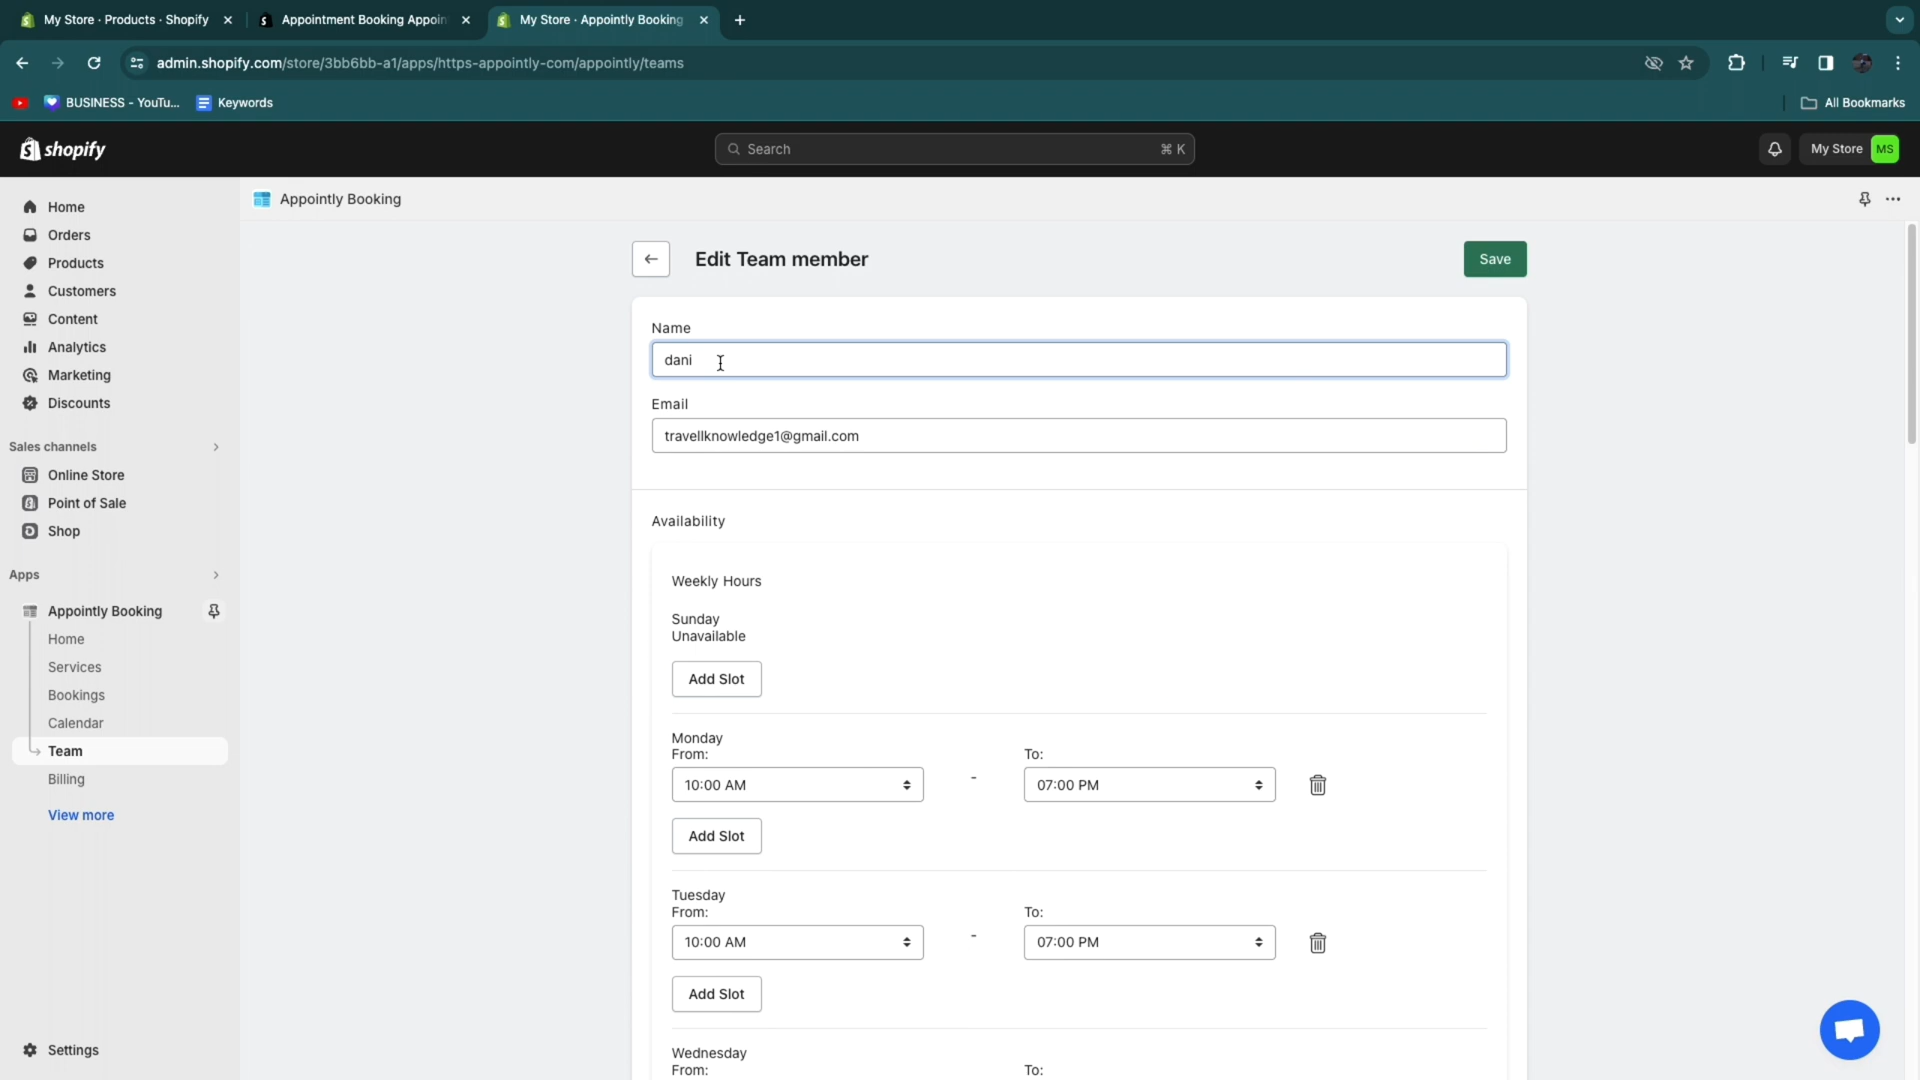 My Store · Products · Shopify
Appointment Booking Appoin
My Store · Appointly Booking
admin.shopify.com/store/3bb6bb-a1/apps/https-appointly-com/appointly/teams
BUSINESS - YouTu...
Keywords
All Bookmarks
shopify
Search
⌘ K
My Store
MS
Home
Orders
Products
Customers
Content
Analytics
Marketing
Discounts
Sales channels
Online Store
Point of Sale
Shop
Apps
Appointly Booking
Home
Services
Bookings
Calendar
Team
Billing
View more
Settings
Appointly Booking
Edit Team member
Save
Name
dani
Email
travellknowledge1@gmail.com
Availability
Weekly Hours
Sunday
Unavailable
Add Slot
Monday
From:
To:
10:00 AM
-
07:00 PM
Add Slot
Tuesday
From:
To:
10:00 AM
-
07:00 PM
Add Slot
Wednesday
From:
To: